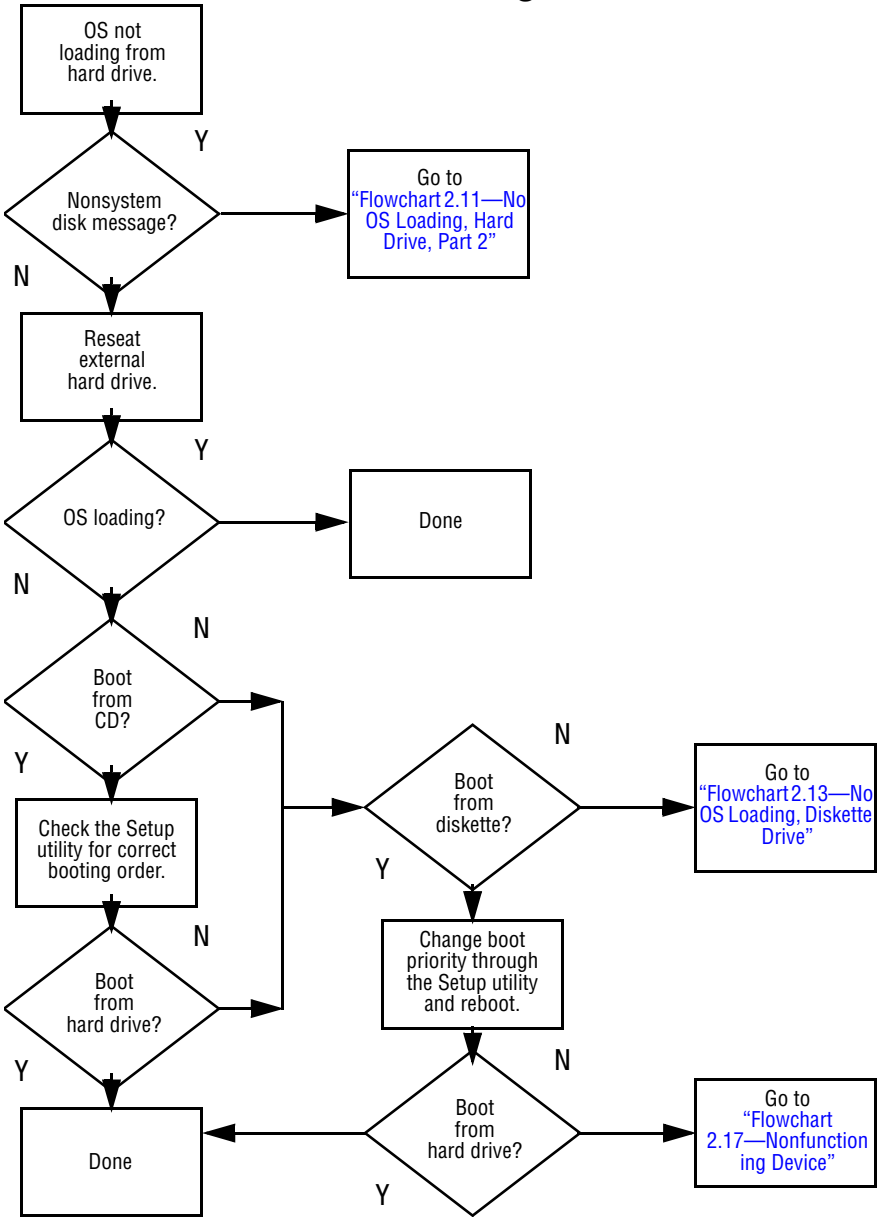 OS not
loading from
hard drive.
Y
Nonsystem
disk message?
Go to
“Flowchart 2.11—No
OS Loading, Hard
Drive, Part 2”
N
Reseat
external
hard drive.
Y
OS loading?
Done
N
N
Boot
from
CD?
Y
N
Boot
from
diskette?
Go to
“Flowchart 2.13—No
OS Loading, Diskette
Drive”
Y
Check the Setup
utility for correct
booting order.
N
Change boot
priority through
the Setup utility
and reboot.
Boot
from
hard drive?
Y
N
Boot
from
hard drive?
Go to
“Flowchart
2.17—Nonfunction
ing Device”
Y
Done